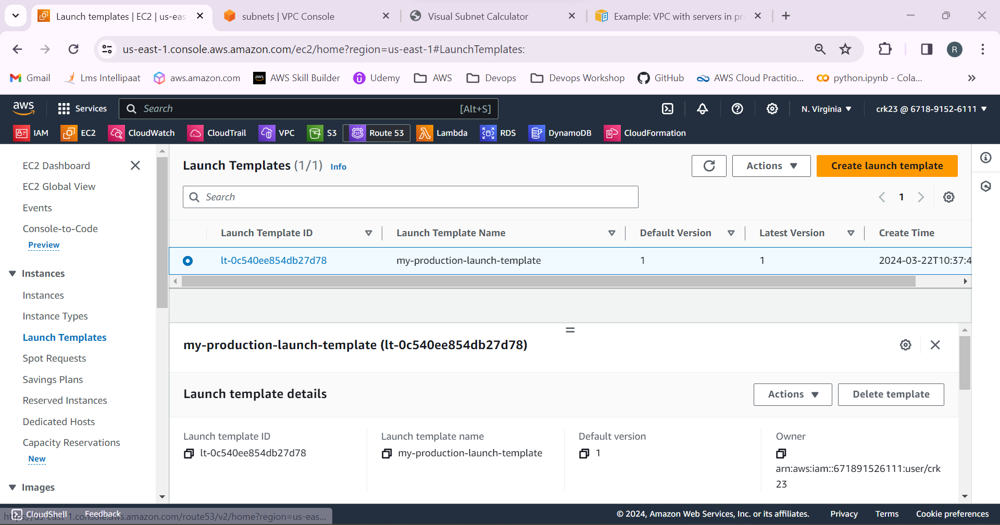 Launch templates | EC2 | us-eas
subnets | VPC Console
Visual Subnet Calculator
Example: VPC with servers in pri
us-east-1.console.aws.amazon.com/ec2/home?region=us-east-1#LaunchTemplates:
R
Gmail
Lms Intellipaat
aws.amazon.com
aws
AWS Skill Builder
Udemy
AWS
Devops
Devops Workshop
GitHub
AWS Cloud Practitio...
python.ipynb - Cola...
aws
Services
Search
[Alt+S]
N. Virginia
crk23 @ 6718-9152-6111
IAM
EC2
CloudWatch
CloudTrail
VPC
S3
53
Route 53
Lambda
RDS
DynamoDB
CloudFormation
EC2 Dashboard
EC2 Global View
Events
Console-to-Code
Preview
Instances
Instances
Instance Types
Launch Templates
Spot Requests
Savings Plans
Reserved Instances
Dedicated Hosts
Capacity Reservations
New
Images
Launch Templates (1/1) Info
Actions
Create launch template
Search
1
Launch Template ID
Launch Template Name
Default Version
Latest Version
Create Time
lt-0c540ee854db27d78
my-production-launch-template
1
1
2024-03-22T10:37:4
my-production-launch-template (lt-0c540ee854db27d78)
Launch template details
Actions
Delete template
Launch template ID
lt-0c540ee854db27d78
Launch template name
my-production-launch-template
Default version
1
Owner
arn:aws:iam::671891526111:user/crk
23
CloudShell
Feedback
https://us-east-1.console.aws.amazon.com/route53/v2/home?region=us-eas...
© 2024, Amazon Web Services, Inc. or its affiliates.
Privacy
Terms
Cookie preferences